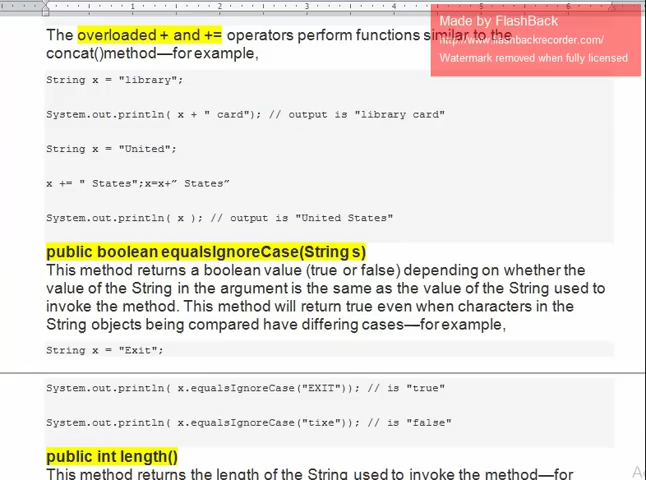 1 2 3 4 5 6
Made by FlashBack
http://www.flashbackrecorder.com/
Watermark removed when fully licensed
The overloaded + and += operators perform functions similar to the
concat()method—for example,
String x = "library";
System.out.println( x + " card"); // output is "library card"
String x = "United";
x += " States";x=x+” States”
System.out.println( x ); // output is "United States"
public boolean equalsIgnoreCase(String s)
This method returns a boolean value (true or false) depending on whether the
value of the String in the argument is the same as the value of the String used to
invoke the method. This method will return true even when characters in the
String objects being compared have differing cases—for example,
String x = "Exit";
System.out.println( x.equalsIgnoreCase("EXIT")); // is "true"
System.out.println( x.equalsIgnoreCase("tixe")); // is "false"
public int length()
This method returns the length of the String used to invoke the method—for